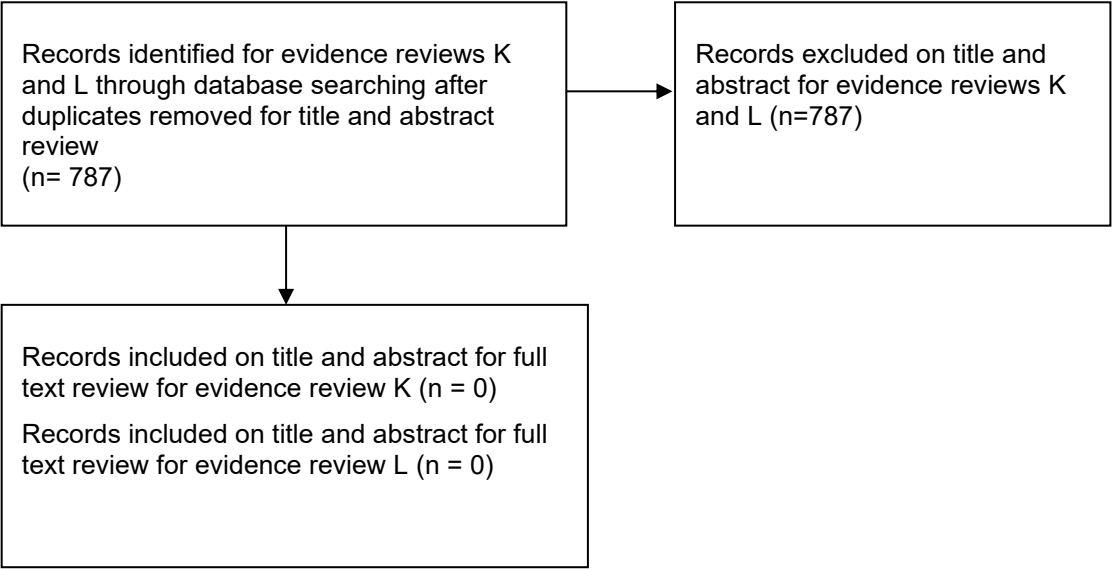 Records identified for evidence reviews K
and L through database searching after
duplicates removed for title and abstract
review
(n= 787)
Records excluded on title and
abstract for evidence reviews K
and L (n=787)
Records included on title and abstract for full
text review for evidence review K (n = 0)
Records included on title and abstract for full
text review for evidence review L (n = 0)